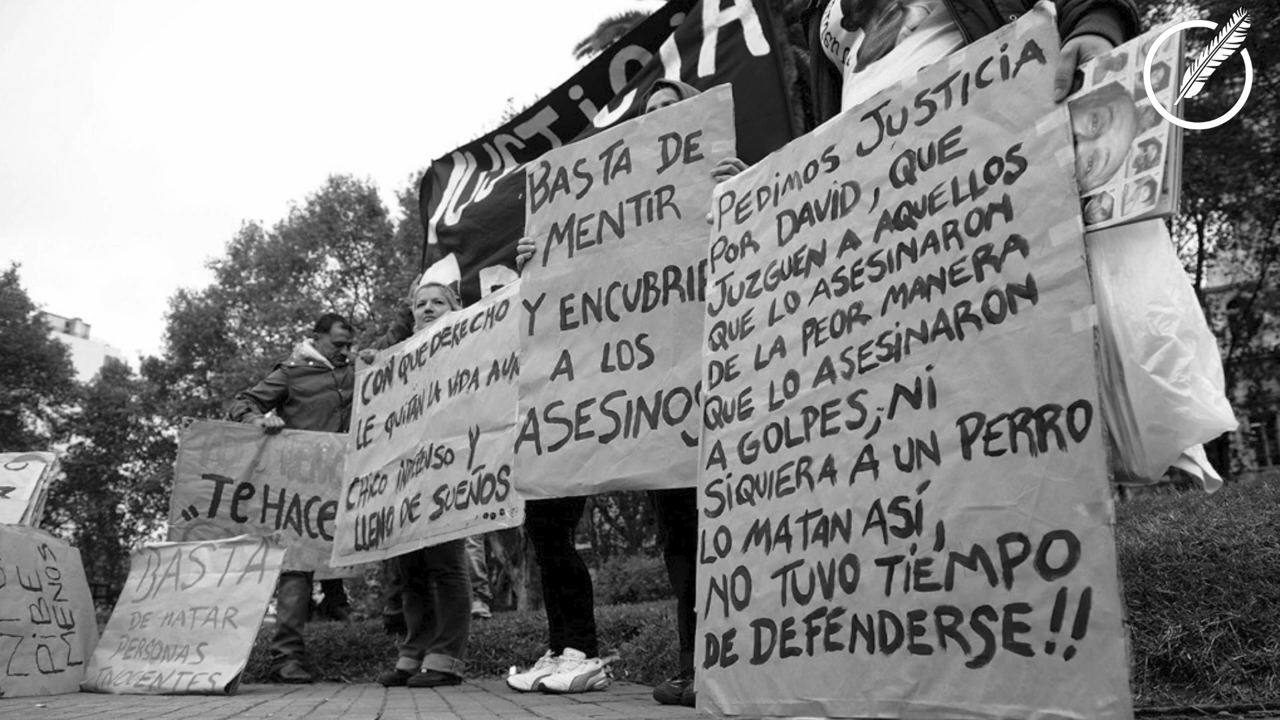 JUSTICIA
BASTA DE
MENTIR
Y ENCUBRIR
A LOS
ASESINOS
PEDIMOS JUSTICIA
POR DAVID, QUE
JUZGUEN A AQUELLOS
QUE LO ASESINARON
DE LA PEOR MANERA
QUE LO ASESINARON
A GOLPES, NI
SIQUIERA A UN PERRO
LO MATAN ASÍ,
NO TUVO TIEMPO
DE DEFENDERSE!!
CON QUE DERECHO
LE QUITAN LA VIDA A UN
CHICO INDEFENSO Y
LLENO DE SUEÑOS...
"TE HACE
BASTA
DE MATAR
PERSONAS
INOCENTES
PIBE
MENOS